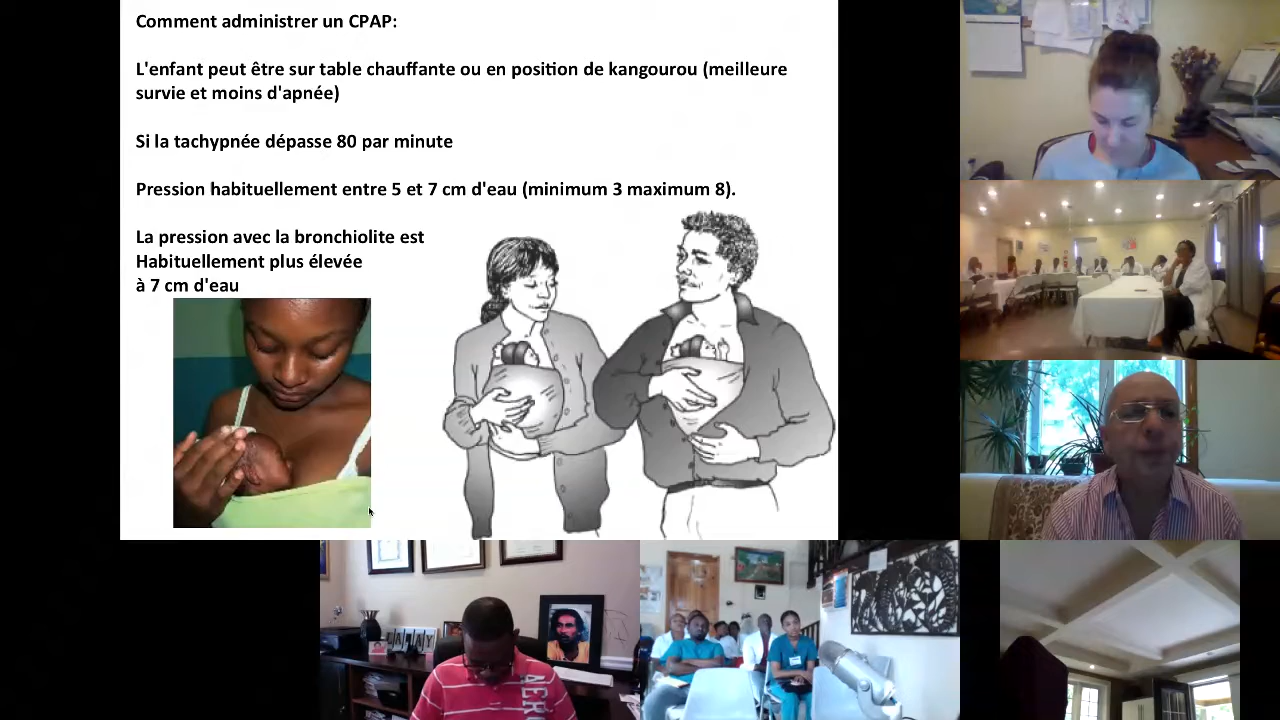 Comment administrer un CPAP:
L'enfant peut être sur table chauffante ou en position de kangourou (meilleure
survie et moins d'apnée)
Si la tachypnée dépasse 80 par minute
Pression habituellement entre 5 et 7 cm d'eau (minimum 3 maximum 8).
La pression avec la bronchiolite est
Habituellement plus élevée
à 7 cm d'eau
AERO